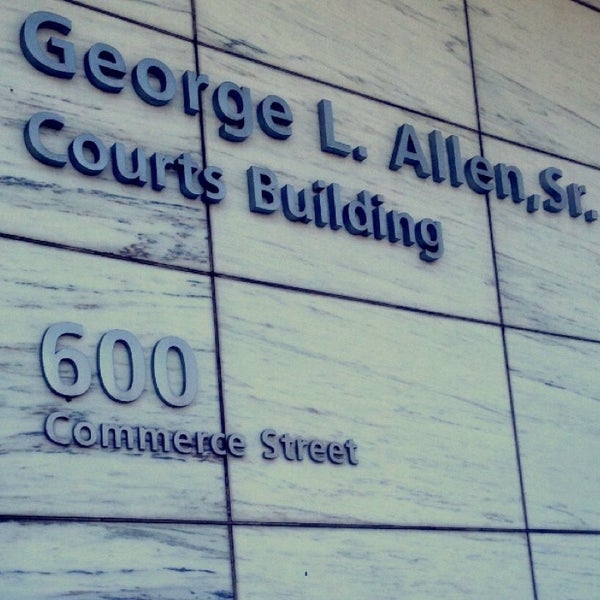 George L. Allen, Sr.
Courts Building
600
Commerce Street